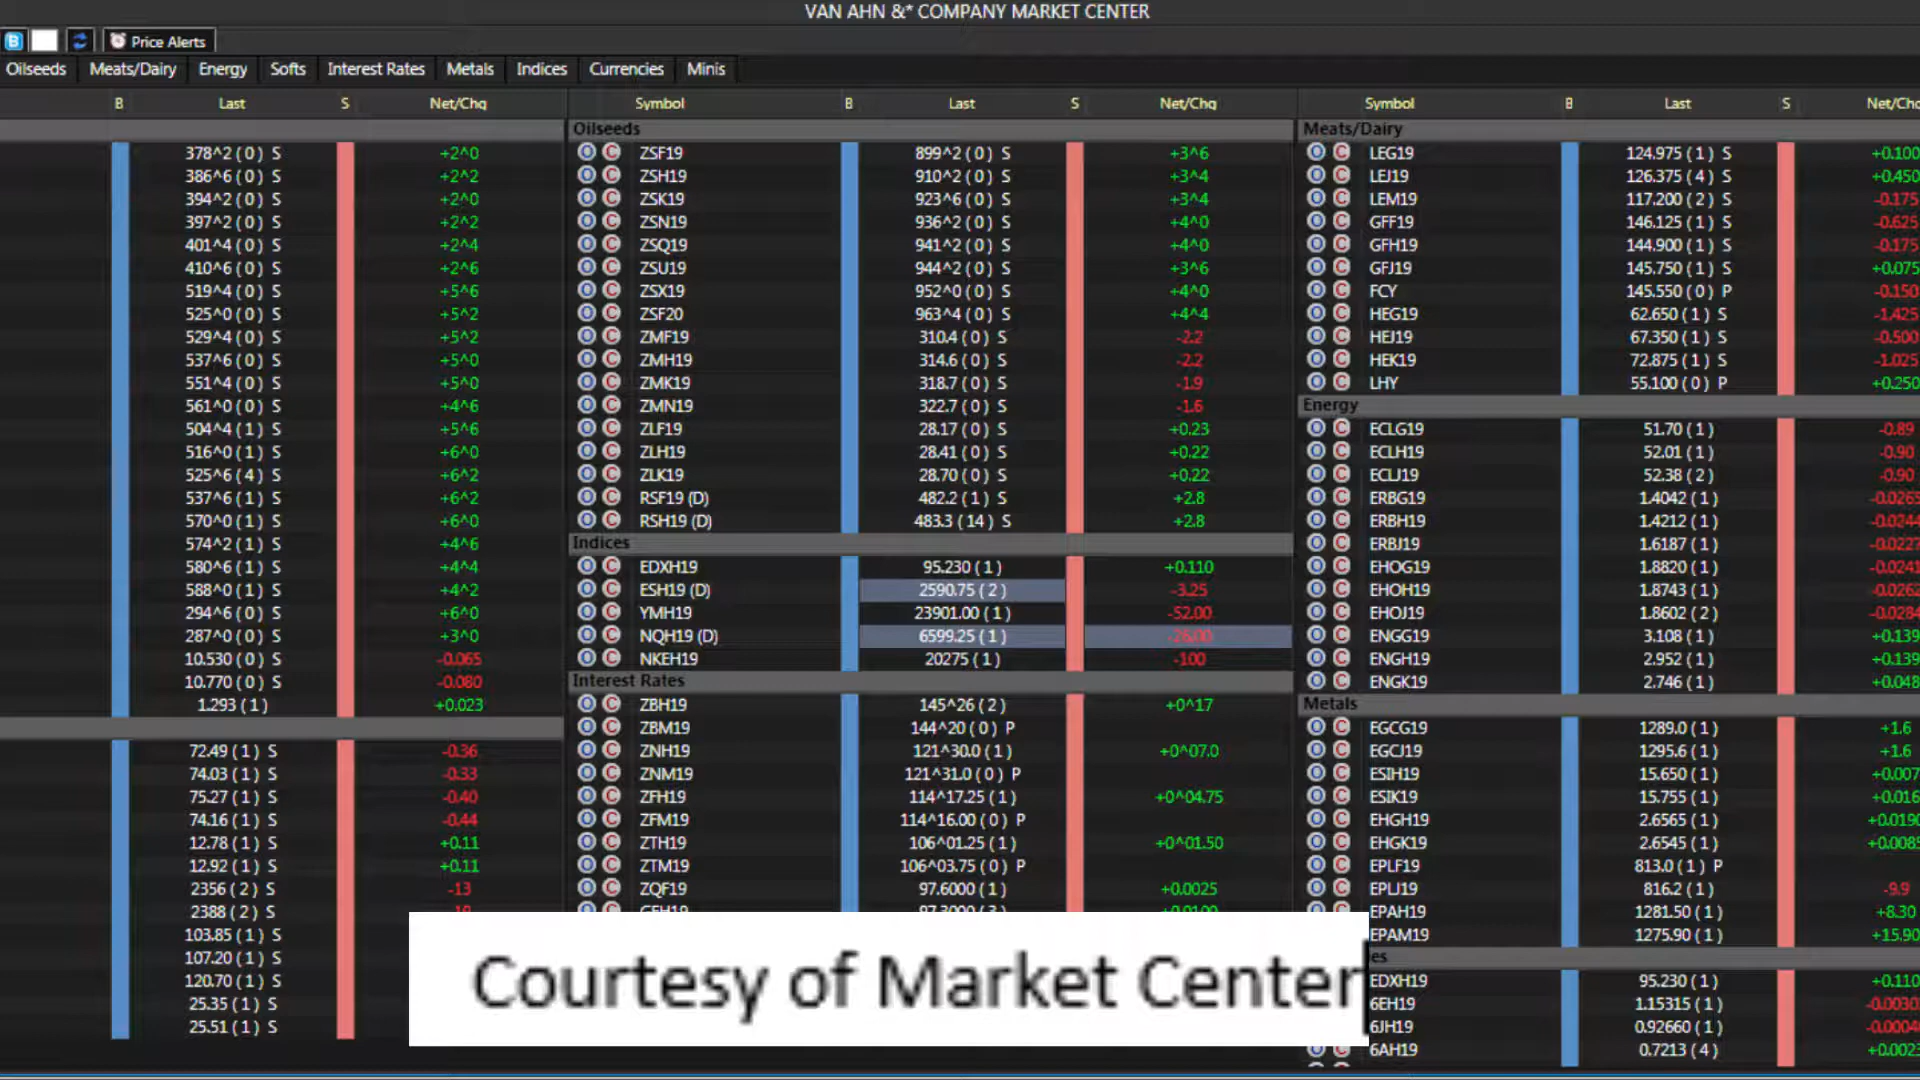 VAN AHN &* COMPANY MARKET CENTER
Price Alerts
Oilseeds Meats/Dairy Energy Softs Interest Rates Metals Indices Currencies Minis
B Last S Net/Chq
378^2 ( 0 ) S +2^0
386^6 ( 0 ) S +2^2
394^2 ( 0 ) S +2^0
397^2 ( 0 ) S +2^2
401^4 ( 0 ) S +2^4
410^6 ( 0 ) S +2^6
519^4 ( 0 ) S +5^6
525^0 ( 0 ) S +5^2
529^4 ( 0 ) S +5^2
537^6 ( 0 ) S +5^0
551^4 ( 0 ) S +5^0
561^0 ( 0 ) S +4^6
504^4 ( 1 ) S +5^6
516^0 ( 1 ) S +6^0
525^6 ( 4 ) S +6^2
537^6 ( 1 ) S +6^2
570^0 ( 1 ) S +6^0
574^2 ( 1 ) S +4^6
580^6 ( 1 ) S +4^4
588^0 ( 1 ) S +4^2
294^6 ( 0 ) S +6^0
287^0 ( 0 ) S +3^0
10.530 ( 0 ) S -0.065
10.770 ( 0 ) S -0.080
1.293 ( 1 ) +0.023
72.49 ( 1 ) S -0.36
74.03 ( 1 ) S -0.33
75.27 ( 1 ) S -0.40
74.16 ( 1 ) S -0.44
12.78 ( 1 ) S +0.11
12.92 ( 1 ) S +0.11
2356 ( 2 ) S -13
2388 ( 2 ) S
103.85 ( 1 ) S
107.20 ( 1 ) S
120.70 ( 1 ) S
25.35 ( 1 ) S
25.51 ( 1 ) S
Symbol B Last S Net/Chq
Oilseeds
O C ZSF19 899^2 ( 0 ) S +3^6
O C ZSH19 910^2 ( 0 ) S +3^4
O C ZSK19 923^6 ( 0 ) S +3^4
O C ZSN19 936^2 ( 0 ) S +4^0
O C ZSQ19 941^2 ( 0 ) S +4^0
O C ZSU19 944^2 ( 0 ) S +3^6
O C ZSX19 952^0 ( 0 ) S +4^0
O C ZSF20 963^4 ( 0 ) S +4^4
O C ZMF19 310.4 ( 0 ) S -2.2
O C ZMH19 314.6 ( 0 ) S -2.2
O C ZMK19 318.7 ( 0 ) S -1.9
O C ZMN19 322.7 ( 0 ) S -1.6
O C ZLF19 28.17 ( 0 ) S +0.23
O C ZLH19 28.41 ( 0 ) S +0.22
O C ZLK19 28.70 ( 0 ) S +0.22
O C RSF19 (D) 482.2 ( 1 ) S +2.8
O C RSH19 (D) 483.3 ( 14 ) S +2.8
Indices
O C EDXH19 95.230 ( 1 ) +0.110
O C ESH19 (D) 2590.75 ( 2 ) -3.25
O C YMH19 23901.00 ( 1 ) -52.00
O C NQH19 (D) 6599.25 ( 1 ) -26.00
O C NKEH19 20275 ( 1 ) -100
Interest Rates
O C ZBH19 145^26 ( 2 ) +0^17
O C ZBM19 144^20 ( 0 ) P
O C ZNH19 121^30.0 ( 1 ) +0^07.0
O C ZNM19 121^31.0 ( 0 ) P
O C ZFH19 114^17.25 ( 1 ) +0^04.75
O C ZFM19 114^16.00 ( 0 ) P
O C ZTH19 106^01.25 ( 1 ) +0^01.50
O C ZTM19 106^03.75 ( 0 ) P
O C ZQF19 97.6000 ( 1 ) +0.0025
Symbol B Last S Net/Chq
Meats/Dairy
O C LEG19 124.975 ( 1 ) S +0.100
O C LEJ19 126.375 ( 4 ) S +0.450
O C LEM19 117.200 ( 2 ) S -0.175
O C GFF19 146.125 ( 1 ) S -0.625
O C GFH19 144.900 ( 1 ) S -0.175
O C GFJ19 145.750 ( 1 ) S +0.075
O C FCY 145.550 ( 0 ) P -0.150
O C HEG19 62.650 ( 1 ) S -1.425
O C HEJ19 67.350 ( 1 ) S -0.500
O C HEK19 72.875 ( 1 ) S -1.025
O C LHY 55.100 ( 0 ) P +0.250
Energy
O C ECLG19 51.70 ( 1 ) -0.89
O C ECLH19 52.01 ( 1 ) -0.90
O C ECLJ19 52.38 ( 2 ) -0.90
O C ERBG19 1.4042 ( 1 ) -0.0265
O C ERBH19 1.4212 ( 1 ) -0.0244
O C ERBJ19 1.6187 ( 1 ) -0.0227
O C EHOG19 1.8820 ( 1 ) -0.0241
O C EHOH19 1.8743 ( 1 ) -0.0262
O C EHOJ19 1.8602 ( 2 ) -0.0284
O C ENGG19 3.108 ( 1 ) +0.139
O C ENGH19 2.952 ( 1 ) +0.139
O C ENGK19 2.746 ( 1 ) +0.048
Metals
O C EGCG19 1289.0 ( 1 ) +1.6
O C EGCJ19 1295.6 ( 1 ) +1.6
O C ESIH19 15.650 ( 1 ) +0.007
O C ESIK19 15.755 ( 1 ) +0.016
O C EHGH19 2.6565 ( 1 ) +0.0190
O C EHGK19 2.6545 ( 1 ) +0.0085
O C EPLF19 813.0 ( 1 ) P
O C EPLJ19 816.2 ( 1 ) -9.9
O C EPAH19 1281.50 ( 1 ) +8.30
EPAM19 1275.90 ( 1 ) +15.90
es
EDXH19 95.230 ( 1 ) +0.110
6EH19 1.15315 ( 1 ) -0.0030
6JH19 0.92660 ( 1 ) -0.0004
6AH19 0.7213 ( 4 ) +0.002
Courtesy of Market Center